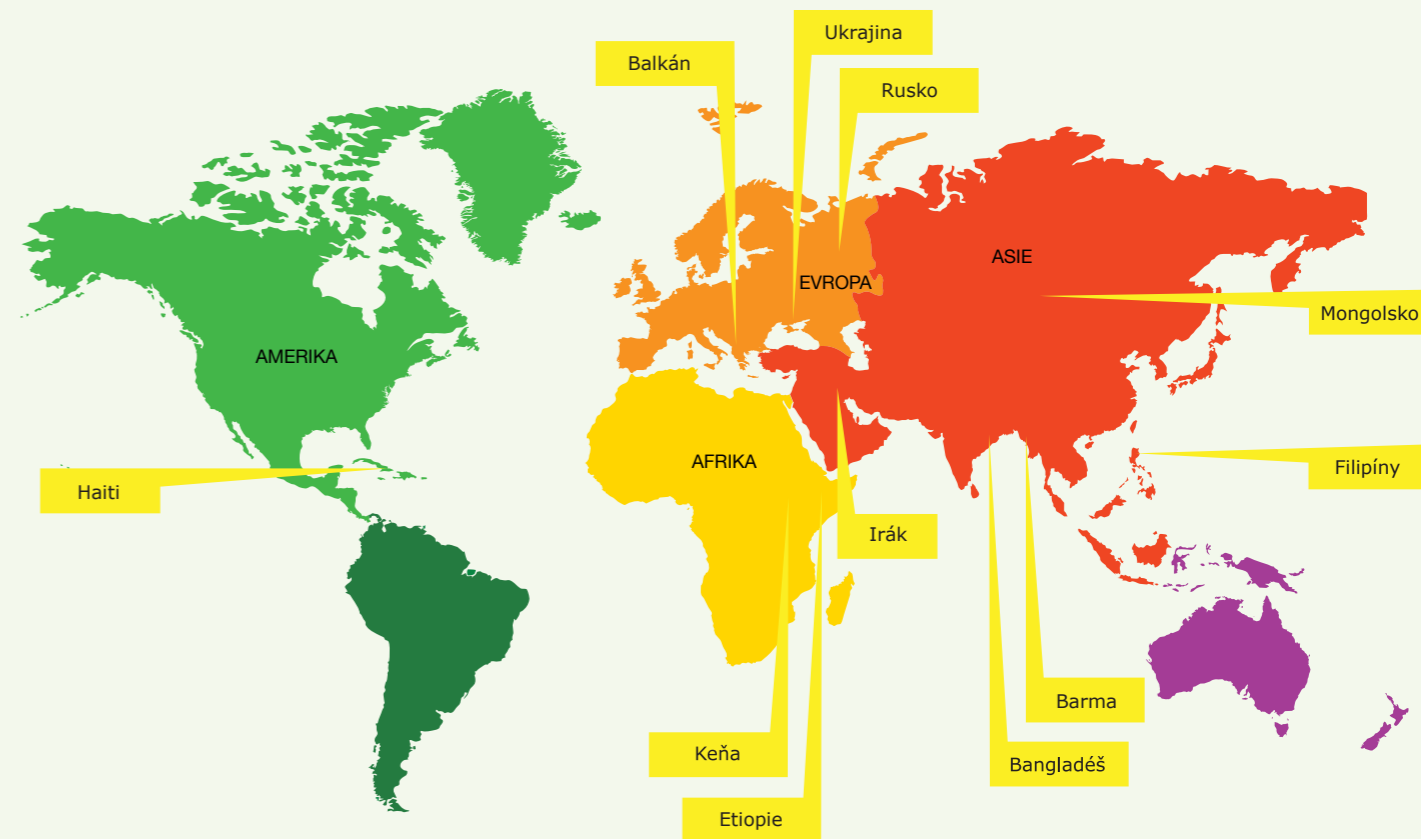 Ukrajina
Balkán
Rusko
ASIE
EVROPA
Mongolsko
AMERIKA
AFRIKA
Filipíny
Haiti
Irák
Barma
Keňa
Bangladéš
Etiopie